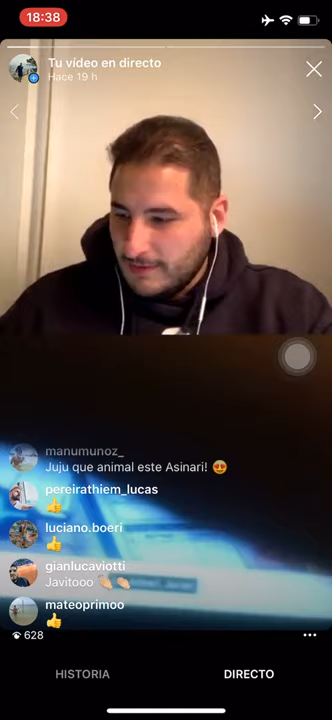 18:38
Tu vídeo en directo
Hace 19 h
manumunoz_
Juju que animal este Asinari! 😍
pereirathiem_lucas
👍
luciano.boeri
👍
gianlucaviotti
Javitooo 👏🏻👏🏻
mateoprimoo
👍
628
HISTORIA
DIRECTO